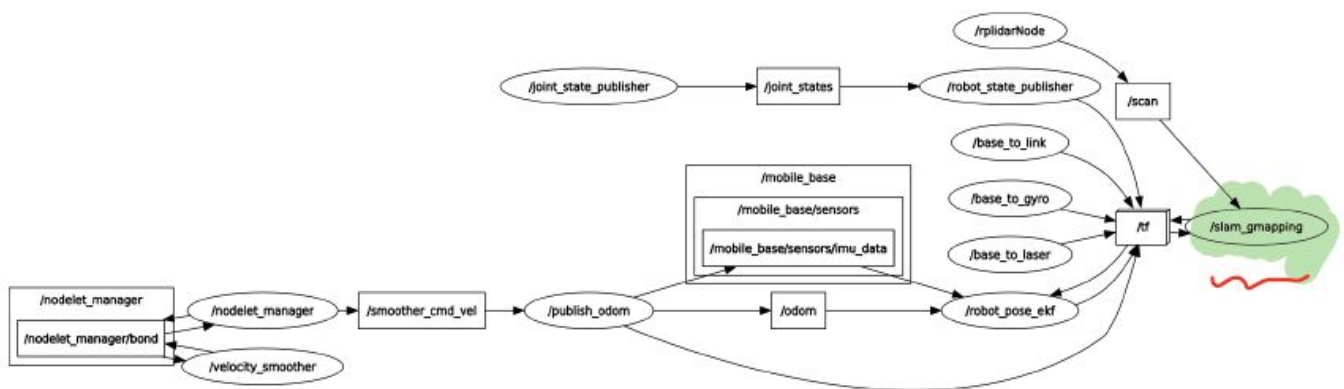 /rplidarNode
/joint_state_publisher
/joint_states
/robot_state_publisher
/scan
/base_to_link
/mobile_base
/mobile_base/sensors
/base_to_gyro
/tf
/slam_gmapping
/mobile_base/sensors/imu_data
/base_to_laser
/nodelet_manager
/nodelet_manager
/smoother_cmd_vel
/publish_odom
/odom
/robot_pose_ekf
/nodelet_manager/bond
/velocity_smoother